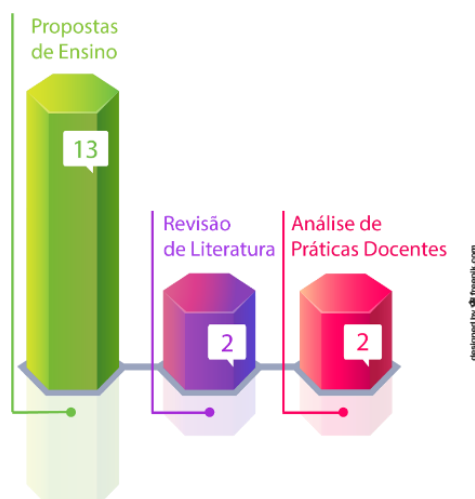 Propostas
de Ensino
13
Revisão
de Literatura
2
Análise de
Práticas Docentes
2
designed by freepik.com